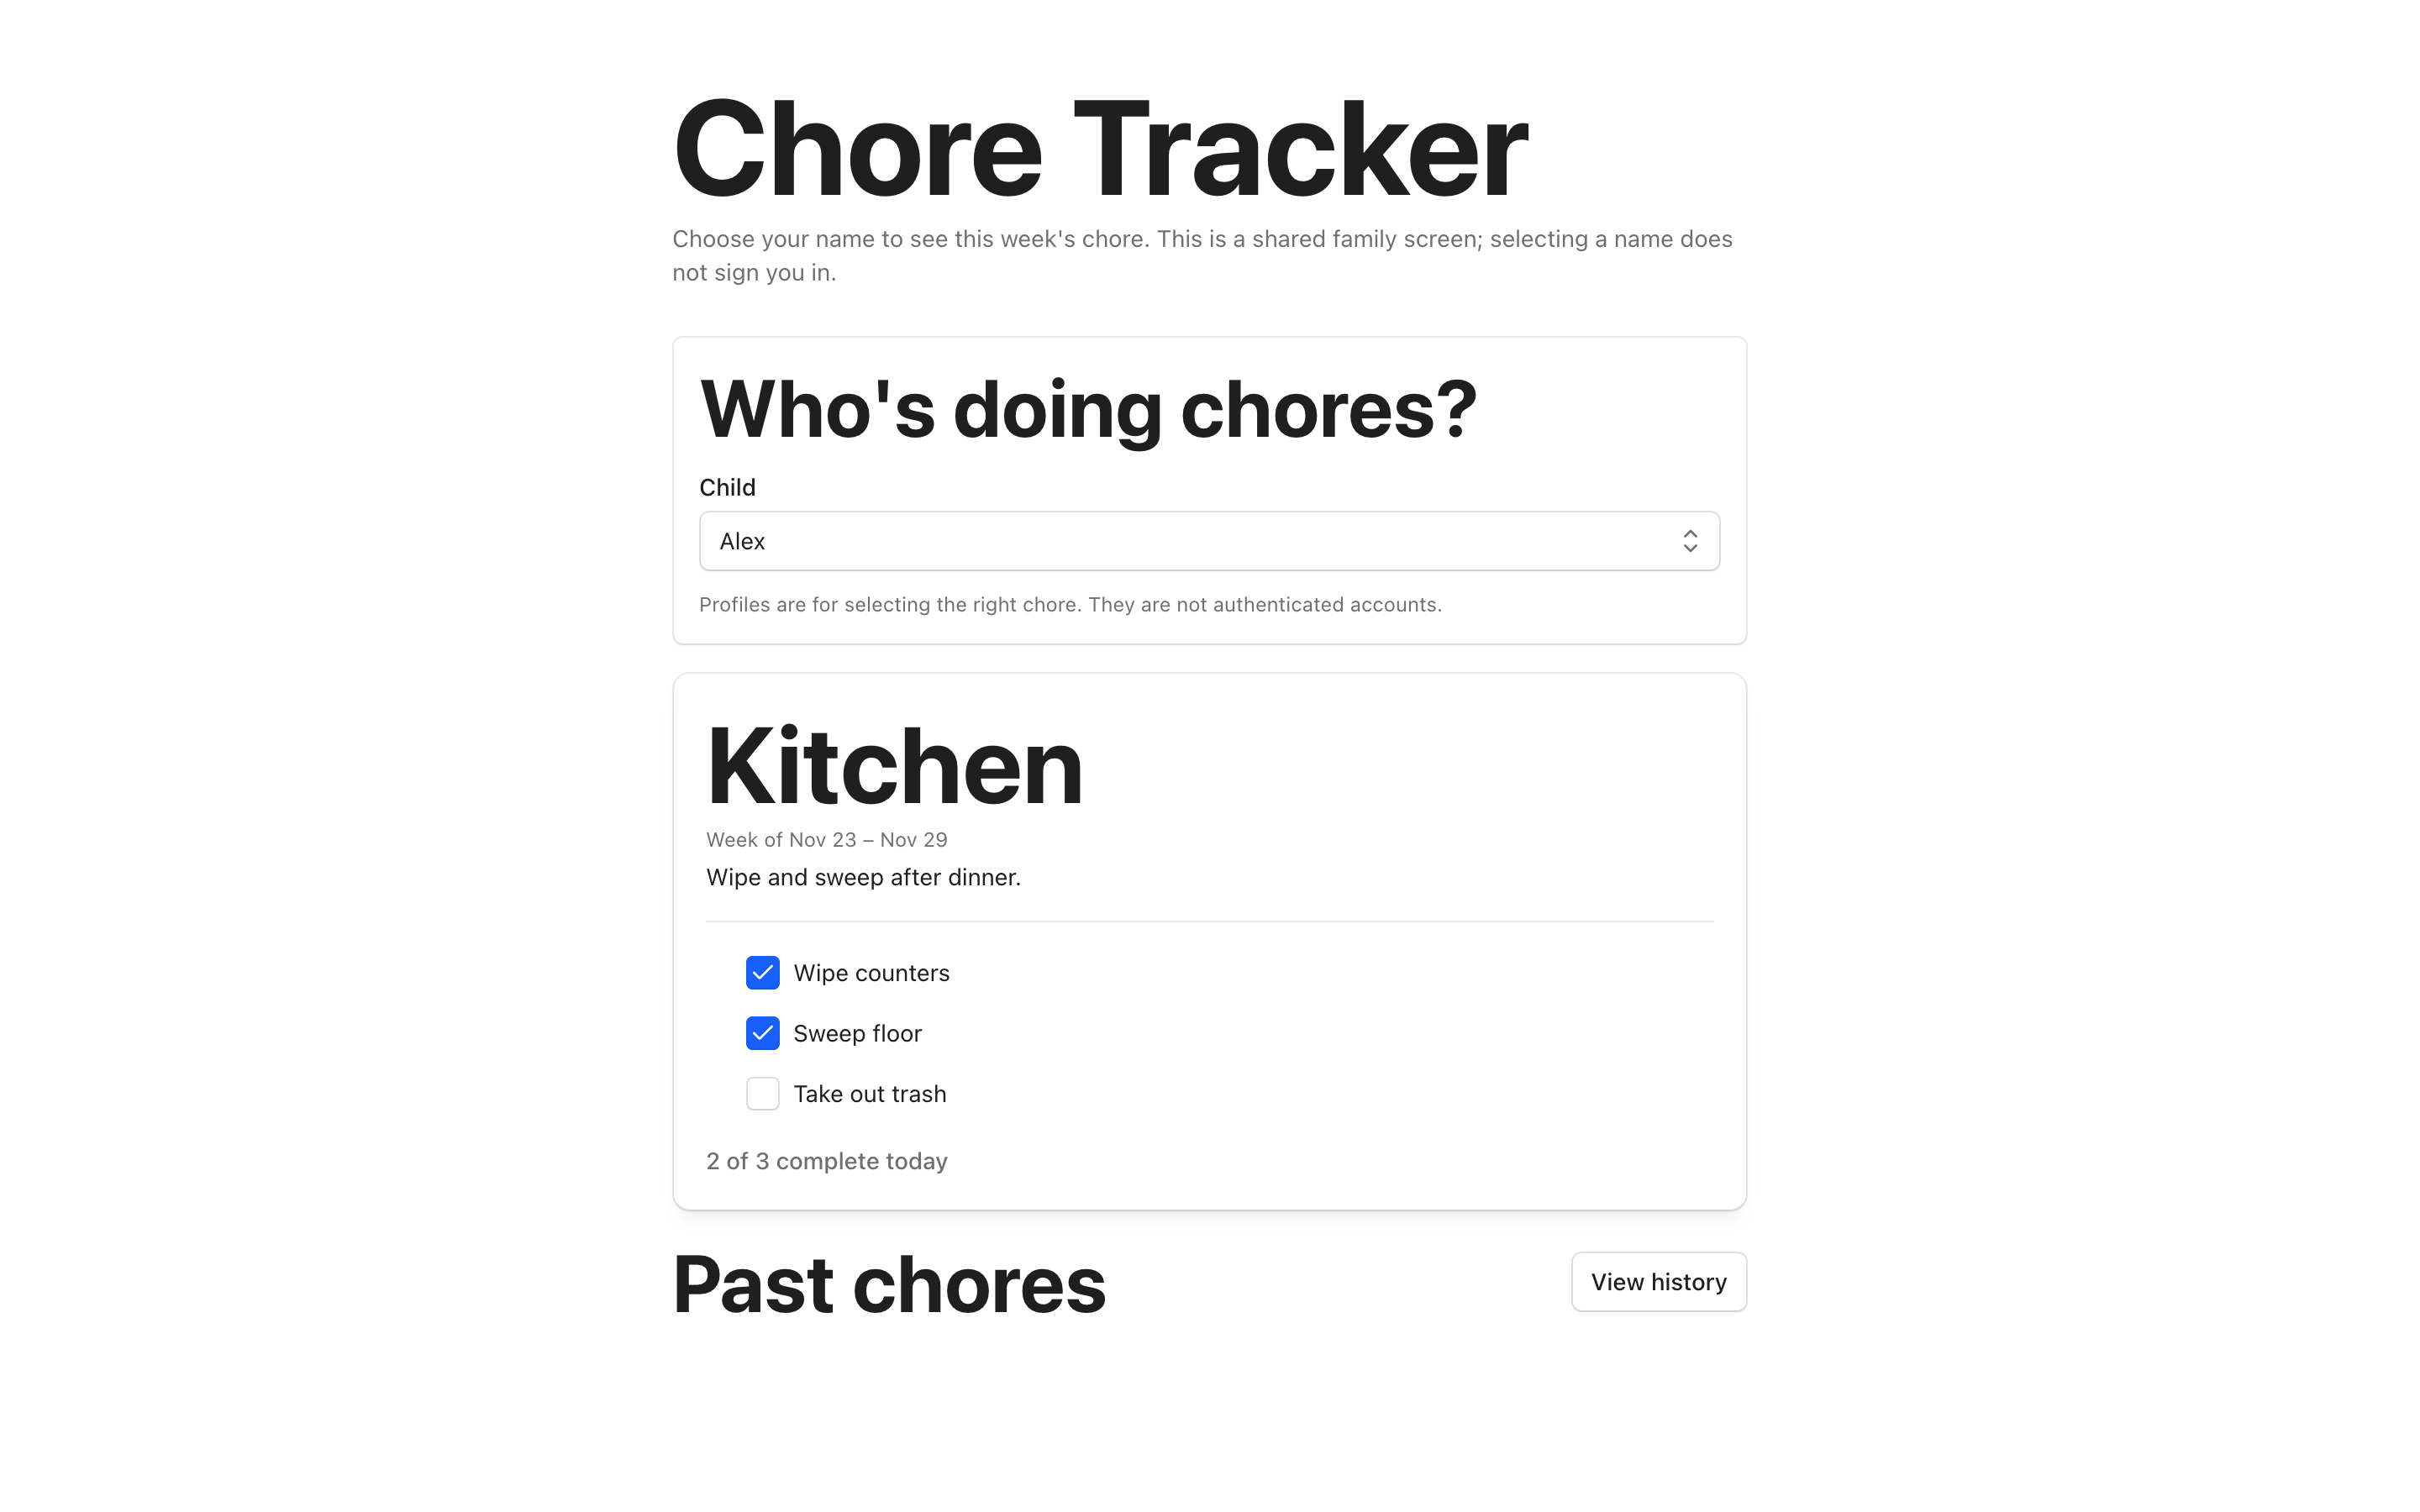 Chore Tracker
Choose your name to see this week's chore. This is a shared family screen; selecting a name does
not sign you in.
Who's doing chores?
Child
Alex
Profiles are for selecting the right chore. They are not authenticated accounts.
Kitchen
Week of Nov 23 – Nov 29
Wipe and sweep after dinner.
Wipe counters
Sweep floor
Take out trash
2 of 3 complete today
Past chores
View history